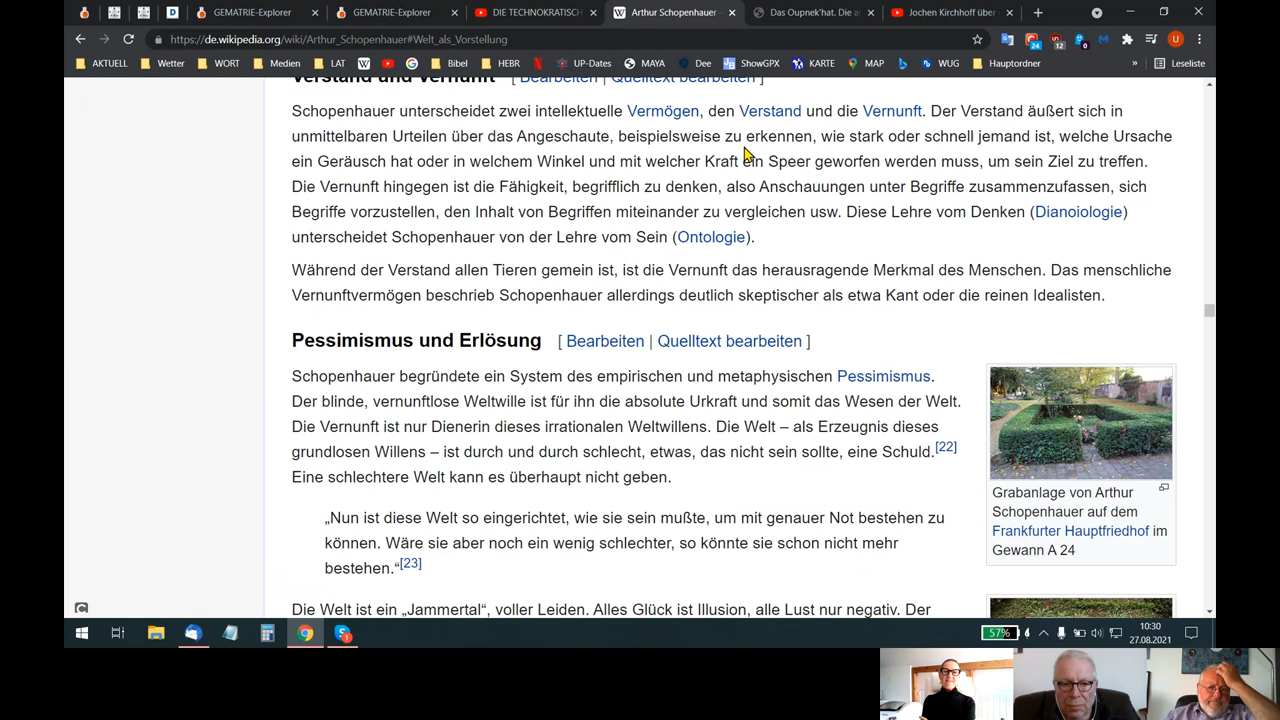 GEMATRIE-Explorer
GEMATRIE-Explorer
DIE TECHNOKRATISCH
Arthur Schopenhauer –
Das Oupnek'hat. Die a
Jochen Kirchhoff über
https://de.wikipedia.org/wiki/Arthur_Schopenhauer#Welt_als_Vorstellung
24
12
0
U
AKTUELL Wetter WORT Medien LAT Bibel HEBR UP-Dates MAYA Dee ShowGPX KARTE MAP WUG Hauptordner » Leseliste
Verstand und Vernunft [ Bearbeiten | Quelltext bearbeiten ]
Schopenhauer unterscheidet zwei intellektuelle Vermögen, den Verstand und die Vernunft. Der Verstand äußert sich in
unmittelbaren Urteilen über das Angeschaute, beispielsweise zu erkennen, wie stark oder schnell jemand ist, welche Ursache
ein Geräusch hat oder in welchem Winkel und mit welcher Kraft ein Speer geworfen werden muss, um sein Ziel zu treffen.
Die Vernunft hingegen ist die Fähigkeit, begrifflich zu denken, also Anschauungen unter Begriffe zusammenzufassen, sich
Begriffe vorzustellen, den Inhalt von Begriffen miteinander zu vergleichen usw. Diese Lehre vom Denken (Dianoiologie)
unterscheidet Schopenhauer von der Lehre vom Sein (Ontologie).
Während der Verstand allen Tieren gemein ist, ist die Vernunft das herausragende Merkmal des Menschen. Das menschliche
Vernunftvermögen beschrieb Schopenhauer allerdings deutlich skeptischer als etwa Kant oder die reinen Idealisten.
Pessimismus und Erlösung [ Bearbeiten | Quelltext bearbeiten ]
Schopenhauer begründete ein System des empirischen und metaphysischen Pessimismus.
Der blinde, vernunftlose Weltwille ist für ihn die absolute Urkraft und somit das Wesen der Welt.
Die Vernunft ist nur Dienerin dieses irrationalen Weltwillens. Die Welt – als Erzeugnis dieses
grundlosen Willens – ist durch und durch schlecht, etwas, das nicht sein sollte, eine Schuld.[22]
Eine schlechtere Welt kann es überhaupt nicht geben.
„Nun ist diese Welt so eingerichtet, wie sie sein mußte, um mit genauer Not bestehen zu
können. Wäre sie aber noch ein wenig schlechter, so könnte sie schon nicht mehr
bestehen.“[23]
Die Welt ist ein „Jammertal“, voller Leiden. Alles Glück ist Illusion, alle Lust nur negativ. Der
Grabanlage von Arthur
Schopenhauer auf dem
Frankfurter Hauptfriedhof im
Gewann A 24
57%
10:30
27.08.2021